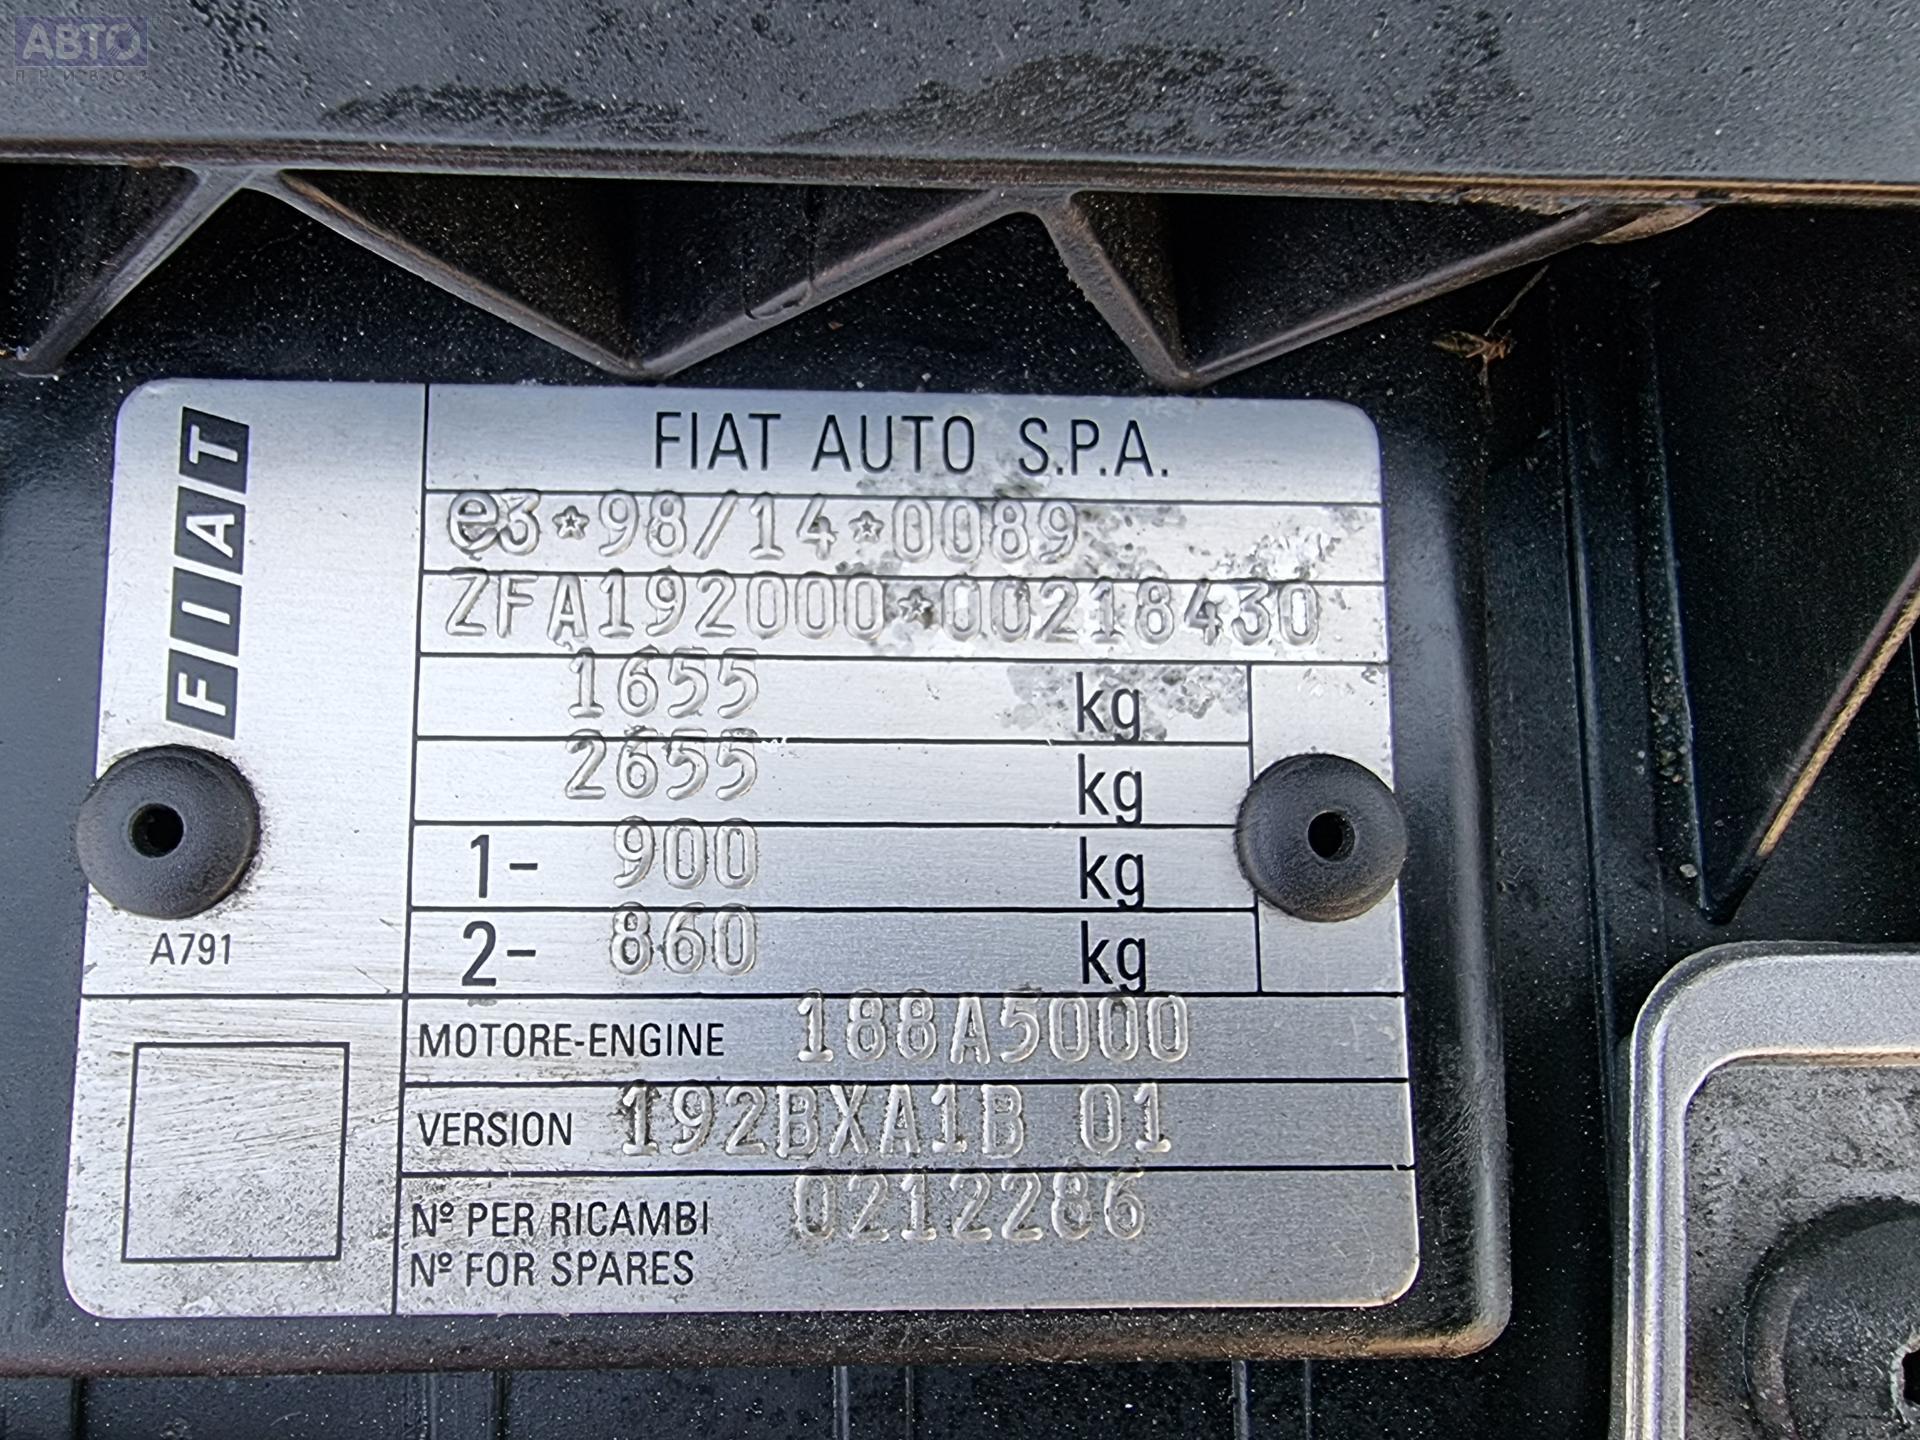 АВТО
ПРИВОЗ
FIAT
FIAT AUTO S.P.A.
e3*98/14*0089
ZFA192000*00218430
1655 kg
2655 kg
1- 900 kg
2- 860 kg
A791
MOTORE-ENGINE 188A5000
VERSION 192BXA1B 01
Nº PER RICAMBI 0212286
Nº FOR SPARES